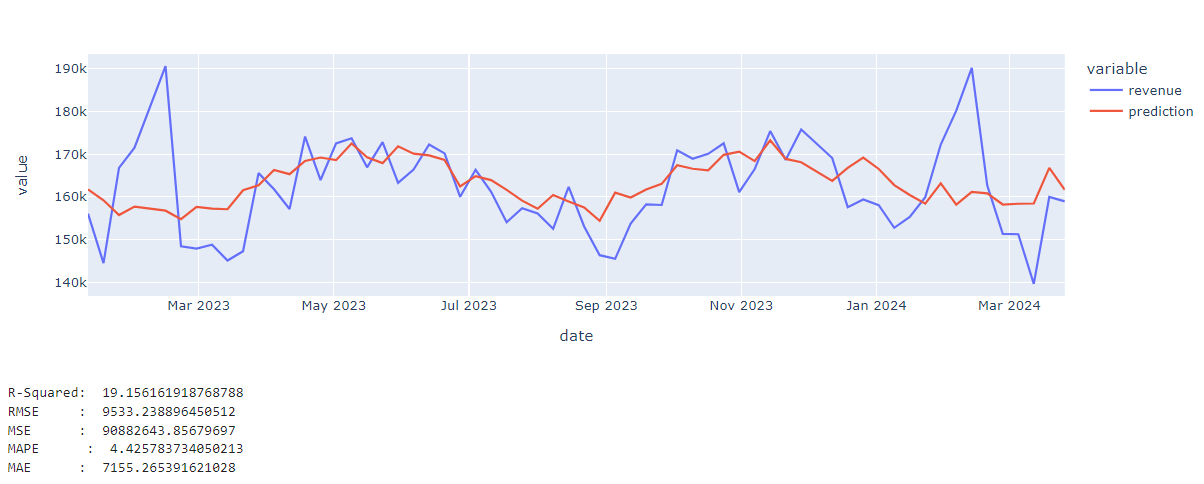 variable
revenue
prediction
value
190k
180k
170k
160k
150k
140k
Mar 2023 May 2023 Jul 2023 Sep 2023 Nov 2023 Jan 2024 Mar 2024
date
R-Squared: 19.156161918768788
RMSE : 9533.238896450512
MSE : 90882643.85679697
MAPE : 4.425783734050213
MAE : 7155.265391621028